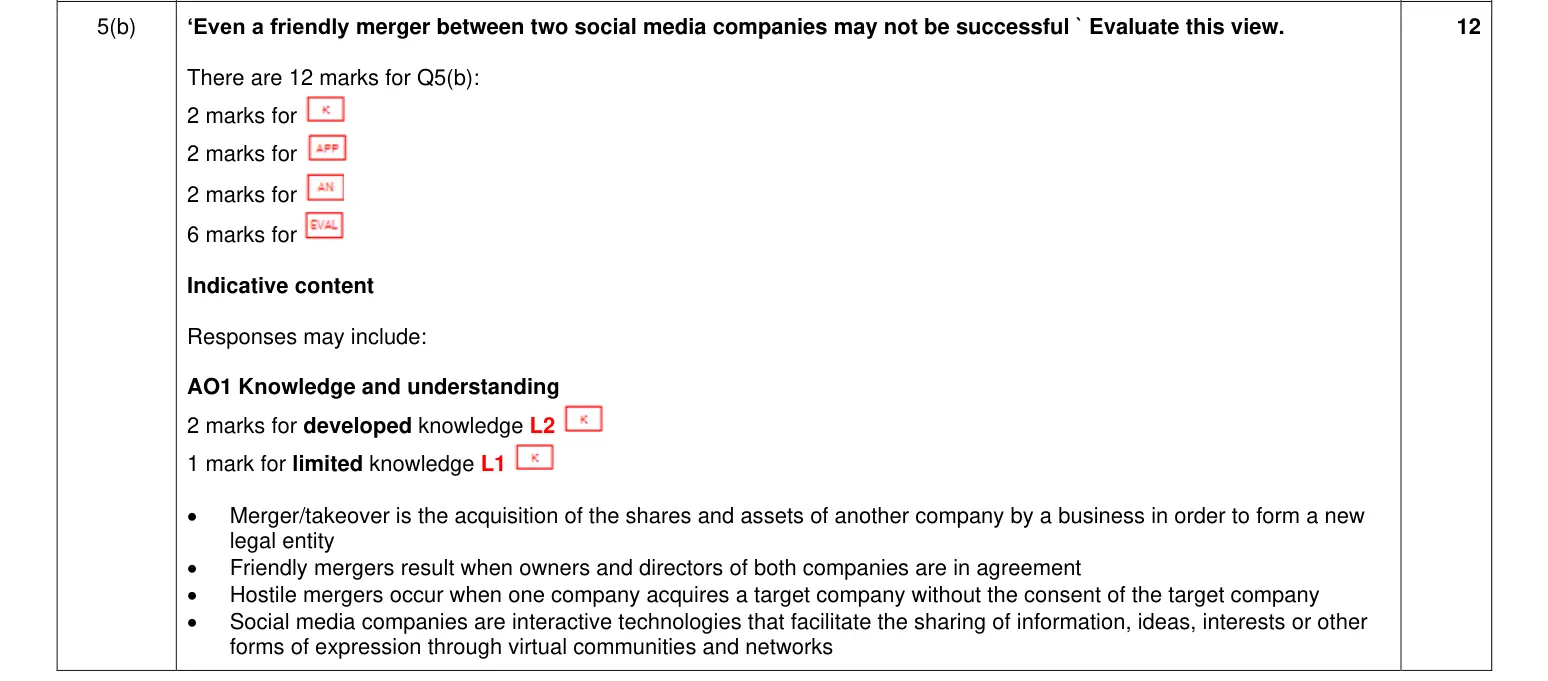 5(b) ‘Even a friendly merger between two social media companies may not be successful ` Evaluate this view. 12
There are 12 marks for Q5(b):
2 marks for K
2 marks for APP
2 marks for AN
6 marks for EVAL
Indicative content
Responses may include:
AO1 Knowledge and understanding
2 marks for developed knowledge L2 K
1 mark for limited knowledge L1 K
• Merger/takeover is the acquisition of the shares and assets of another company by a business in order to form a new
legal entity
• Friendly mergers result when owners and directors of both companies are in agreement
• Hostile mergers occur when one company acquires a target company without the consent of the target company
• Social media companies are interactive technologies that facilitate the sharing of information, ideas, interests or other
forms of expression through virtual communities and networks